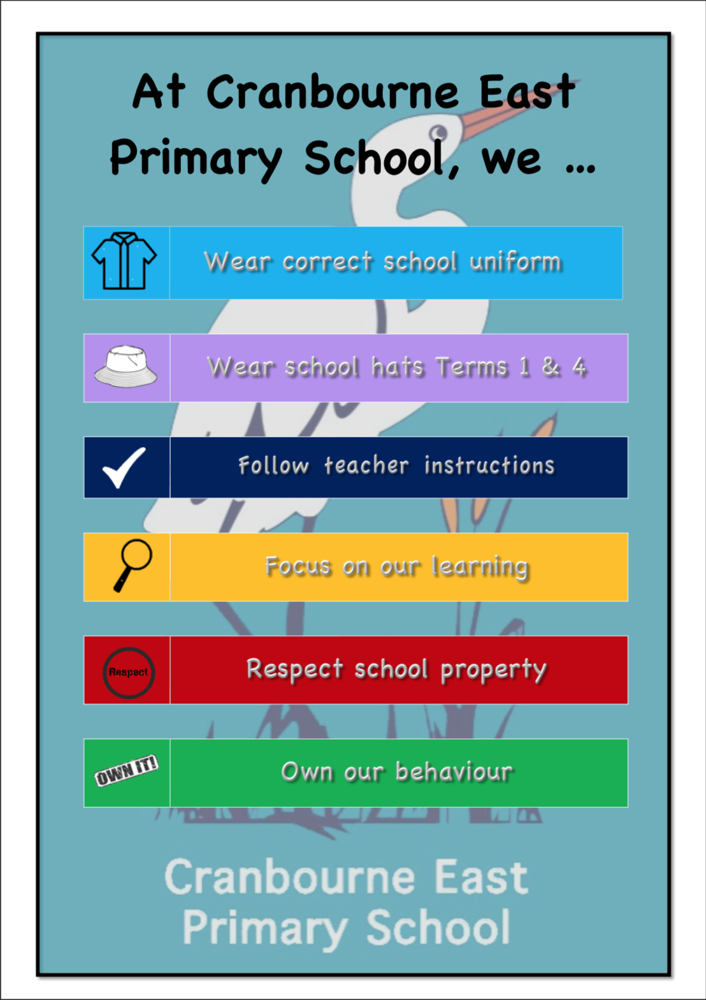 At Cranbourne East
Primary School, we ...
Wear correct school uniform
Wear school hats Terms 1 & 4
Follow teacher instructions
Focus on our learning
Respect
Respect school property
OWN IT!
Own our behaviour
Cranbourne East
Primary School